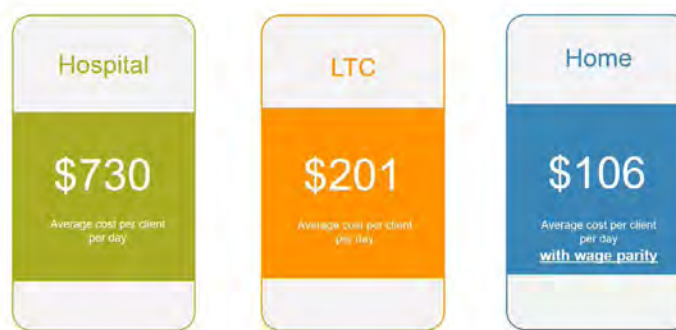 Hospital
$730
Average cost per client
per day
LTC
$201
Average cost per client
per day
Home
$106
Average cost per client
per day
with wage parity